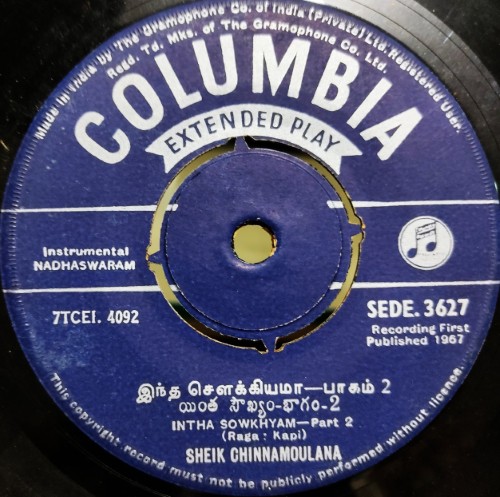 Made in India by The Gramophone Co. of India (Private) Ltd. Registered User.
Regd. Td. Mks. of The Gramophone Co. Ltd.
COLUMBIA
EXTENDED PLAY
Instrumental
NADHASWARAM
7TCEI. 4092
SEDE. 3627
Recording First
Published 1967
இந்த சௌக்கியமா—பாகம் 2
యింత సౌఖ్యం-భాగం-2
INTHA SOWKHYAM—Part 2
(Raga: Kapi)
SHEIK CHINNAMOULANA
This copyright record must not be publicly performed without licence.